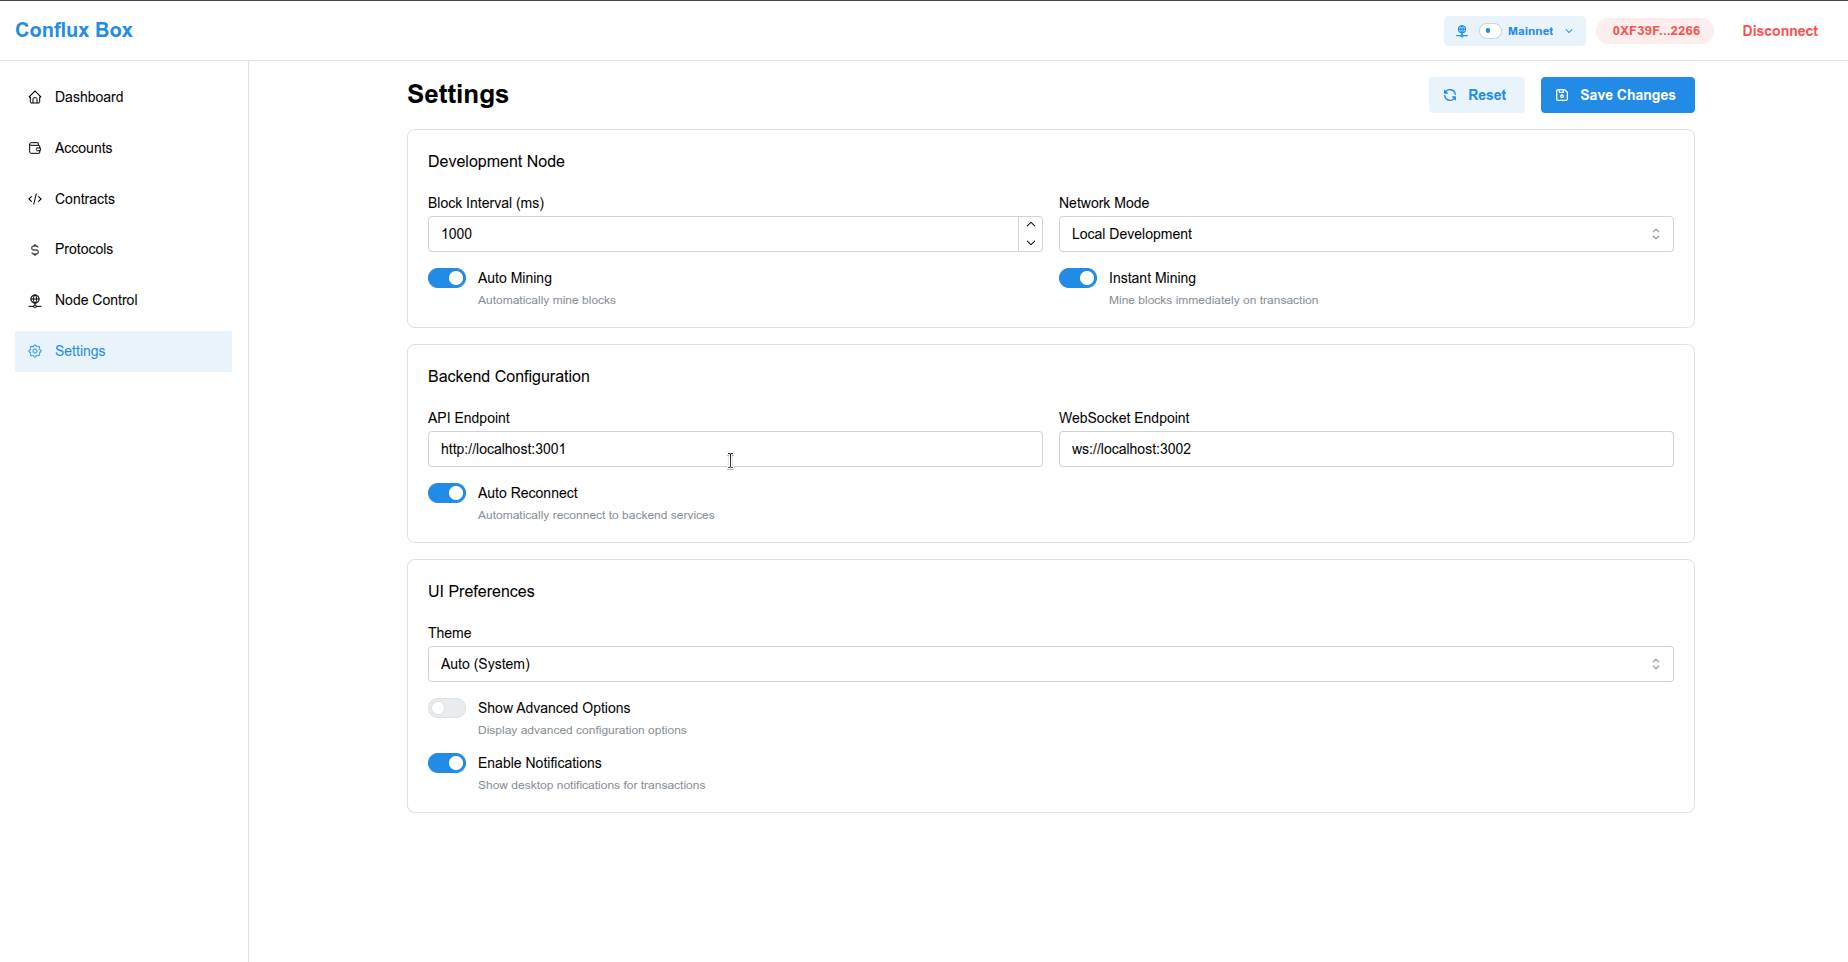 Conflux Box
Mainnet
0XF39F...2266
Disconnect
Dashboard
Accounts
Contracts
Protocols
Node Control
Settings
Settings
Reset
Save Changes
Development Node
Block Interval (ms)
Network Mode
1000
Local Development
Auto Mining
Automatically mine blocks
Instant Mining
Mine blocks immediately on transaction
Backend Configuration
API Endpoint
WebSocket Endpoint
http://localhost:3001
ws://localhost:3002
Auto Reconnect
Automatically reconnect to backend services
UI Preferences
Theme
Auto (System)
Show Advanced Options
Display advanced configuration options
Enable Notifications
Show desktop notifications for transactions